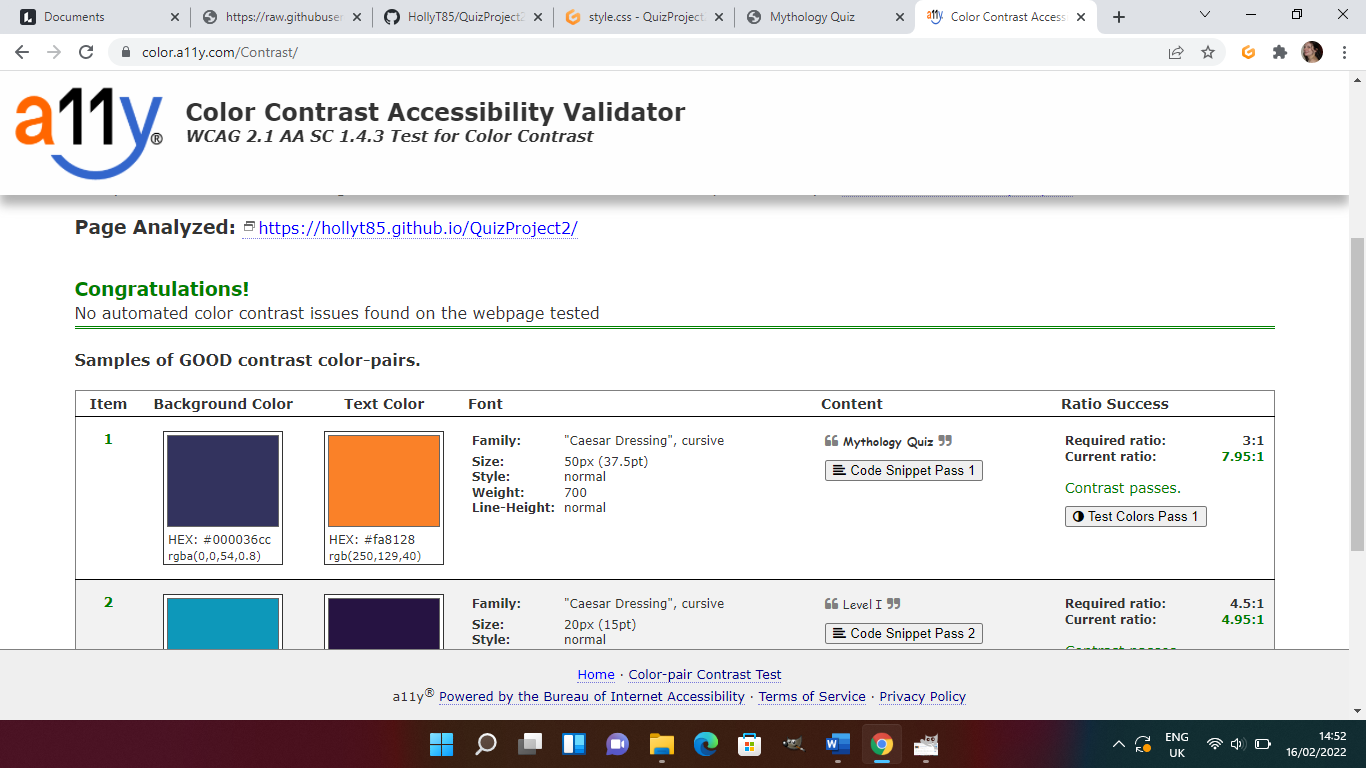 Documents
https://raw.githubuser
HollyT85/QuizProject2
style.css - QuizProject
Mythology Quiz
Color Contrast Access
color.a11y.com/Contrast/
a11y®
Color Contrast Accessibility Validator
WCAG 2.1 AA SC 1.4.3 Test for Color Contrast
Page Analyzed: https://hollyt85.github.io/QuizProject2/
Congratulations!
No automated color contrast issues found on the webpage tested
Samples of GOOD contrast color-pairs.
Item Background Color Text Color Font Content Ratio Success
1
HEX: #000036cc
rgba(0,0,54,0.8)
HEX: #fa8128
rgb(250,129,40)
Family: "Caesar Dressing", cursive
Size: 50px (37.5pt)
Style: normal
Weight: 700
Line-Height: normal
❝ Mythology Quiz ❞
Code Snippet Pass 1
Required ratio: 3:1
Current ratio: 7.95:1
Contrast passes.
Test Colors Pass 1
2
Family: "Caesar Dressing", cursive
Size: 20px (15pt)
Style: normal
❝ Level I ❞
Code Snippet Pass 2
Required ratio: 4.5:1
Current ratio: 4.95:1
Home · Color-pair Contrast Test
a11y® Powered by the Bureau of Internet Accessibility · Terms of Service · Privacy Policy
ENG
UK
14:52
16/02/2022